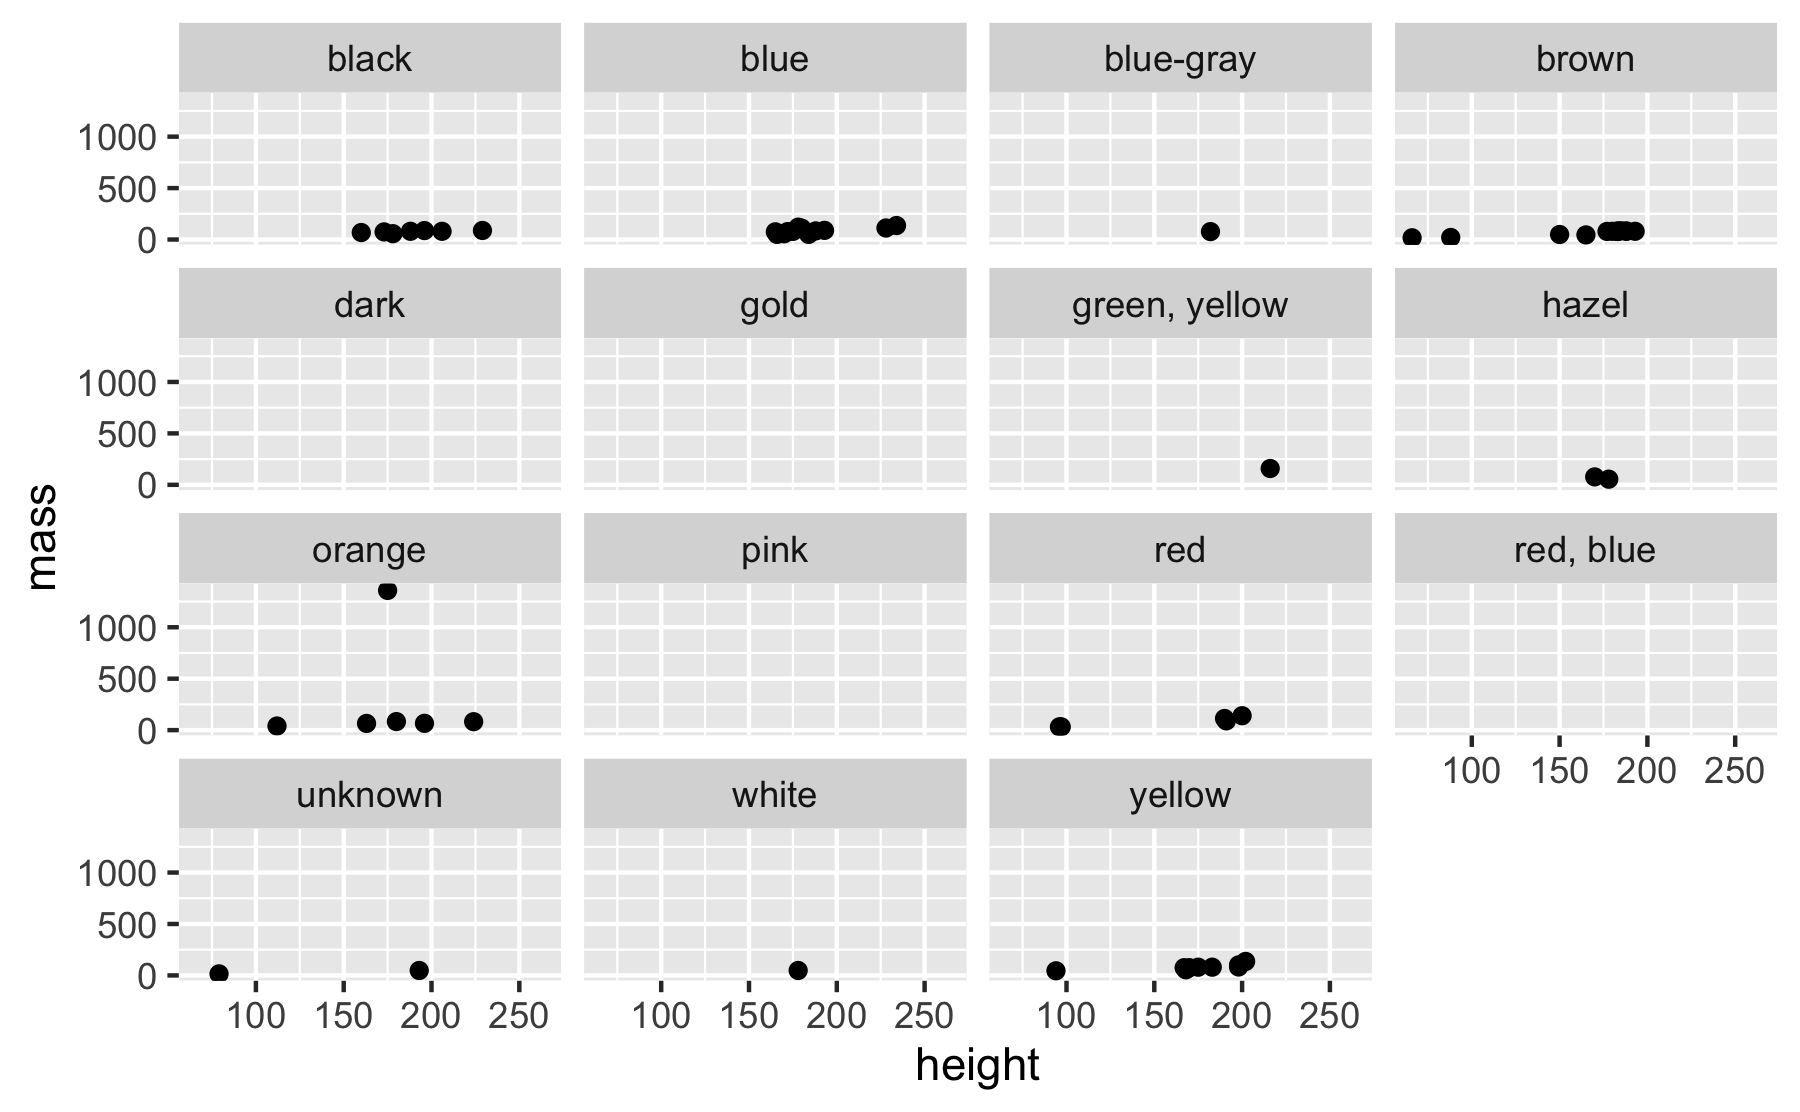 black blue blue-gray brown
1000
500
0
dark gold green, yellow hazel
1000
500
0
orange pink red red, blue
1000
500
0
100 150 200 250
unknown white yellow
1000
500
0
100 150 200 250 100 150 200 250 100 150 200 250
height
mass